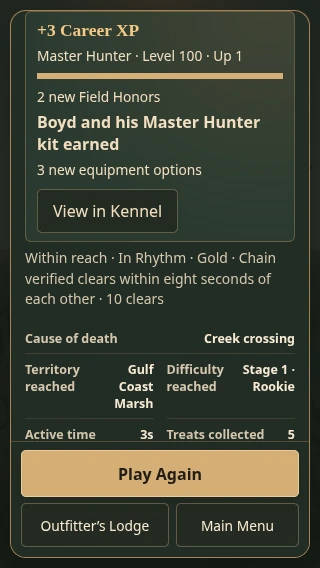 +3 Career XP
Master Hunter · Level 100 · Up 1
2 new Field Honors
Boyd and his Master Hunter
kit earned
3 new equipment options
View in Kennel
Within reach · In Rhythm · Gold · Chain
verified clears within eight seconds of
each other · 10 clears
Cause of death Creek crossing
Territory reached Gulf Coast Marsh
Difficulty reached Stage 1 · Rookie
Active time 3s
Treats collected 5
Play Again
Outfitter's Lodge
Main Menu